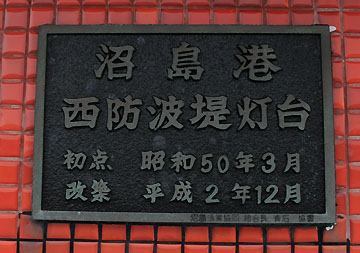 沼島港
西防波堤灯台
初点 昭和50年3月
改築 平成2年12月